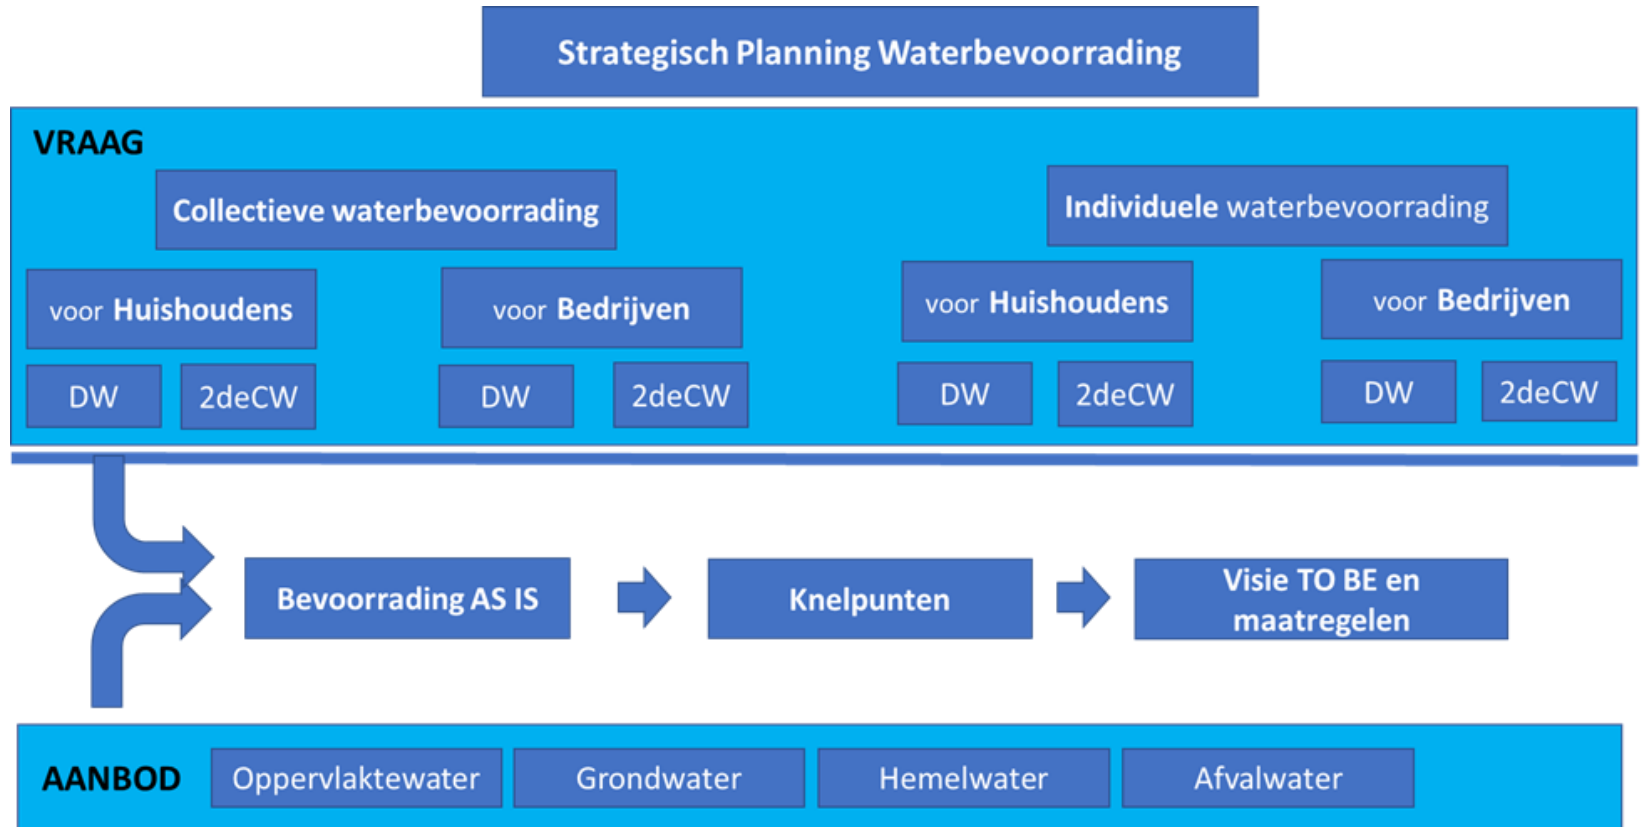 Strategisch Planning Waterbevoorrading
VRAAG
Collectieve waterbevoorrading
Individuele waterbevoorrading
voor Huishoudens
voor Bedrijven
voor Huishoudens
voor Bedrijven
DW
2deCW
DW
2deCW
DW
2deCW
DW
2deCW
Bevoorrading AS IS
Knelpunten
Visie TO BE en
maatregelen
AANBOD
Oppervlaktewater
Grondwater
Hemelwater
Afvalwater